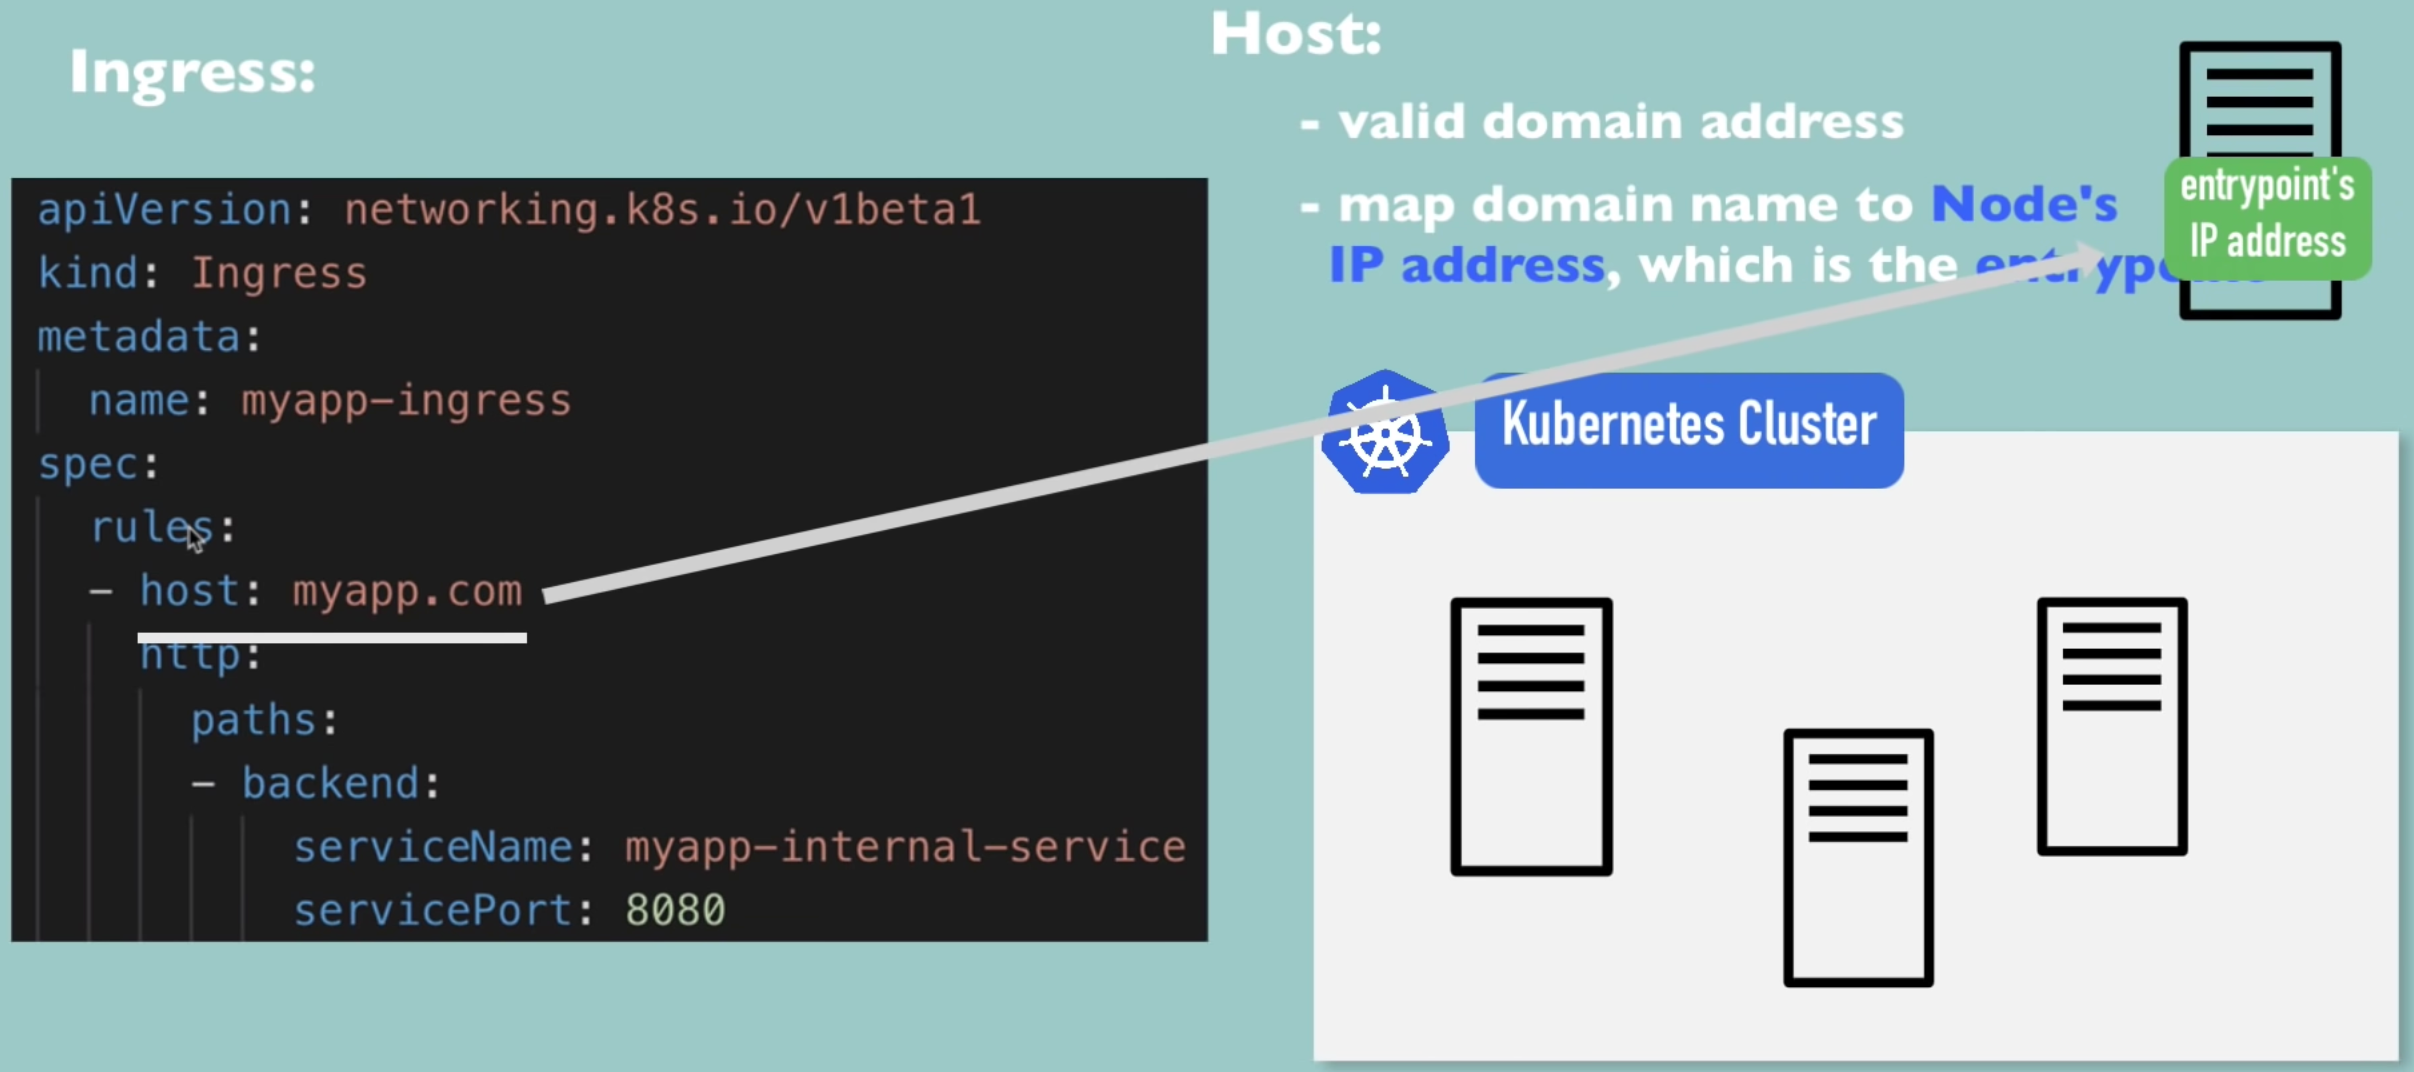 Ingress:
apiVersion: networking.k8s.io/v1beta1
kind: Ingress
metadata:
name: myapp-ingress
spec:
rules:
- host: myapp.com
http:
paths:
- backend:
serviceName: myapp-internal-service
servicePort: 8080
Host:
- valid domain address
- map domain name to Node's
IP address, which is the
entrypoint's
IP address
Kubernetes Cluster